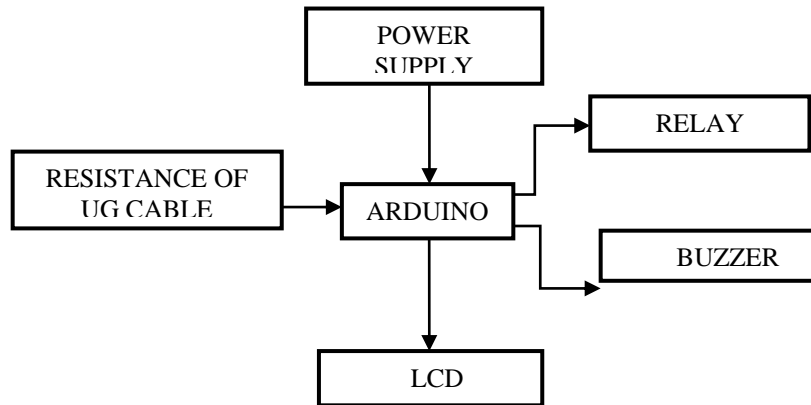 POWER
SUPPLY
RELAY
RESISTANCE OF
UG CABLE
ARDUINO
BUZZER
LCD